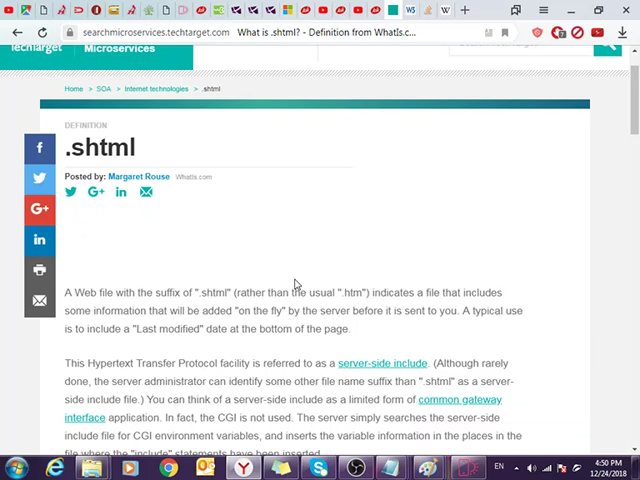 searchmicroservices.techtarget.com What is .shtml? - Definition from WhatIs.c...
TechTarget Microservices
Home » SOA » Internet technologies » .shtml
DEFINITION
.shtml
Posted by: Margaret Rouse WhatIs.com
G+ in
f
G+
in
A Web file with the suffix of ".shtml" (rather than the usual ".htm") indicates a file that includes
some information that will be added "on the fly" by the server before it is sent to you. A typical use
is to include a "Last modified" date at the bottom of the page.
This Hypertext Transfer Protocol facility is referred to as a server-side include. (Although rarely
done, the server administrator can identify some other file name suffix than ".shtml" as a server-
side include file.) You can think of a server-side include as a limited form of common gateway
interface application. In fact, the CGI is not used. The server simply searches the server-side
include file for CGI environment variables, and inserts the variable information in the places in the
file where the "include" statements have been inserted.
EN 4:50 PM
12/24/2018